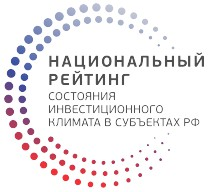 НАЦИОНАЛЬНЫЙ
РЕЙТИНГ
СОСТОЯНИЯ
ИНВЕСТИЦИОННОГО
КЛИМАТА В СУБЪЕКТАХ РФ